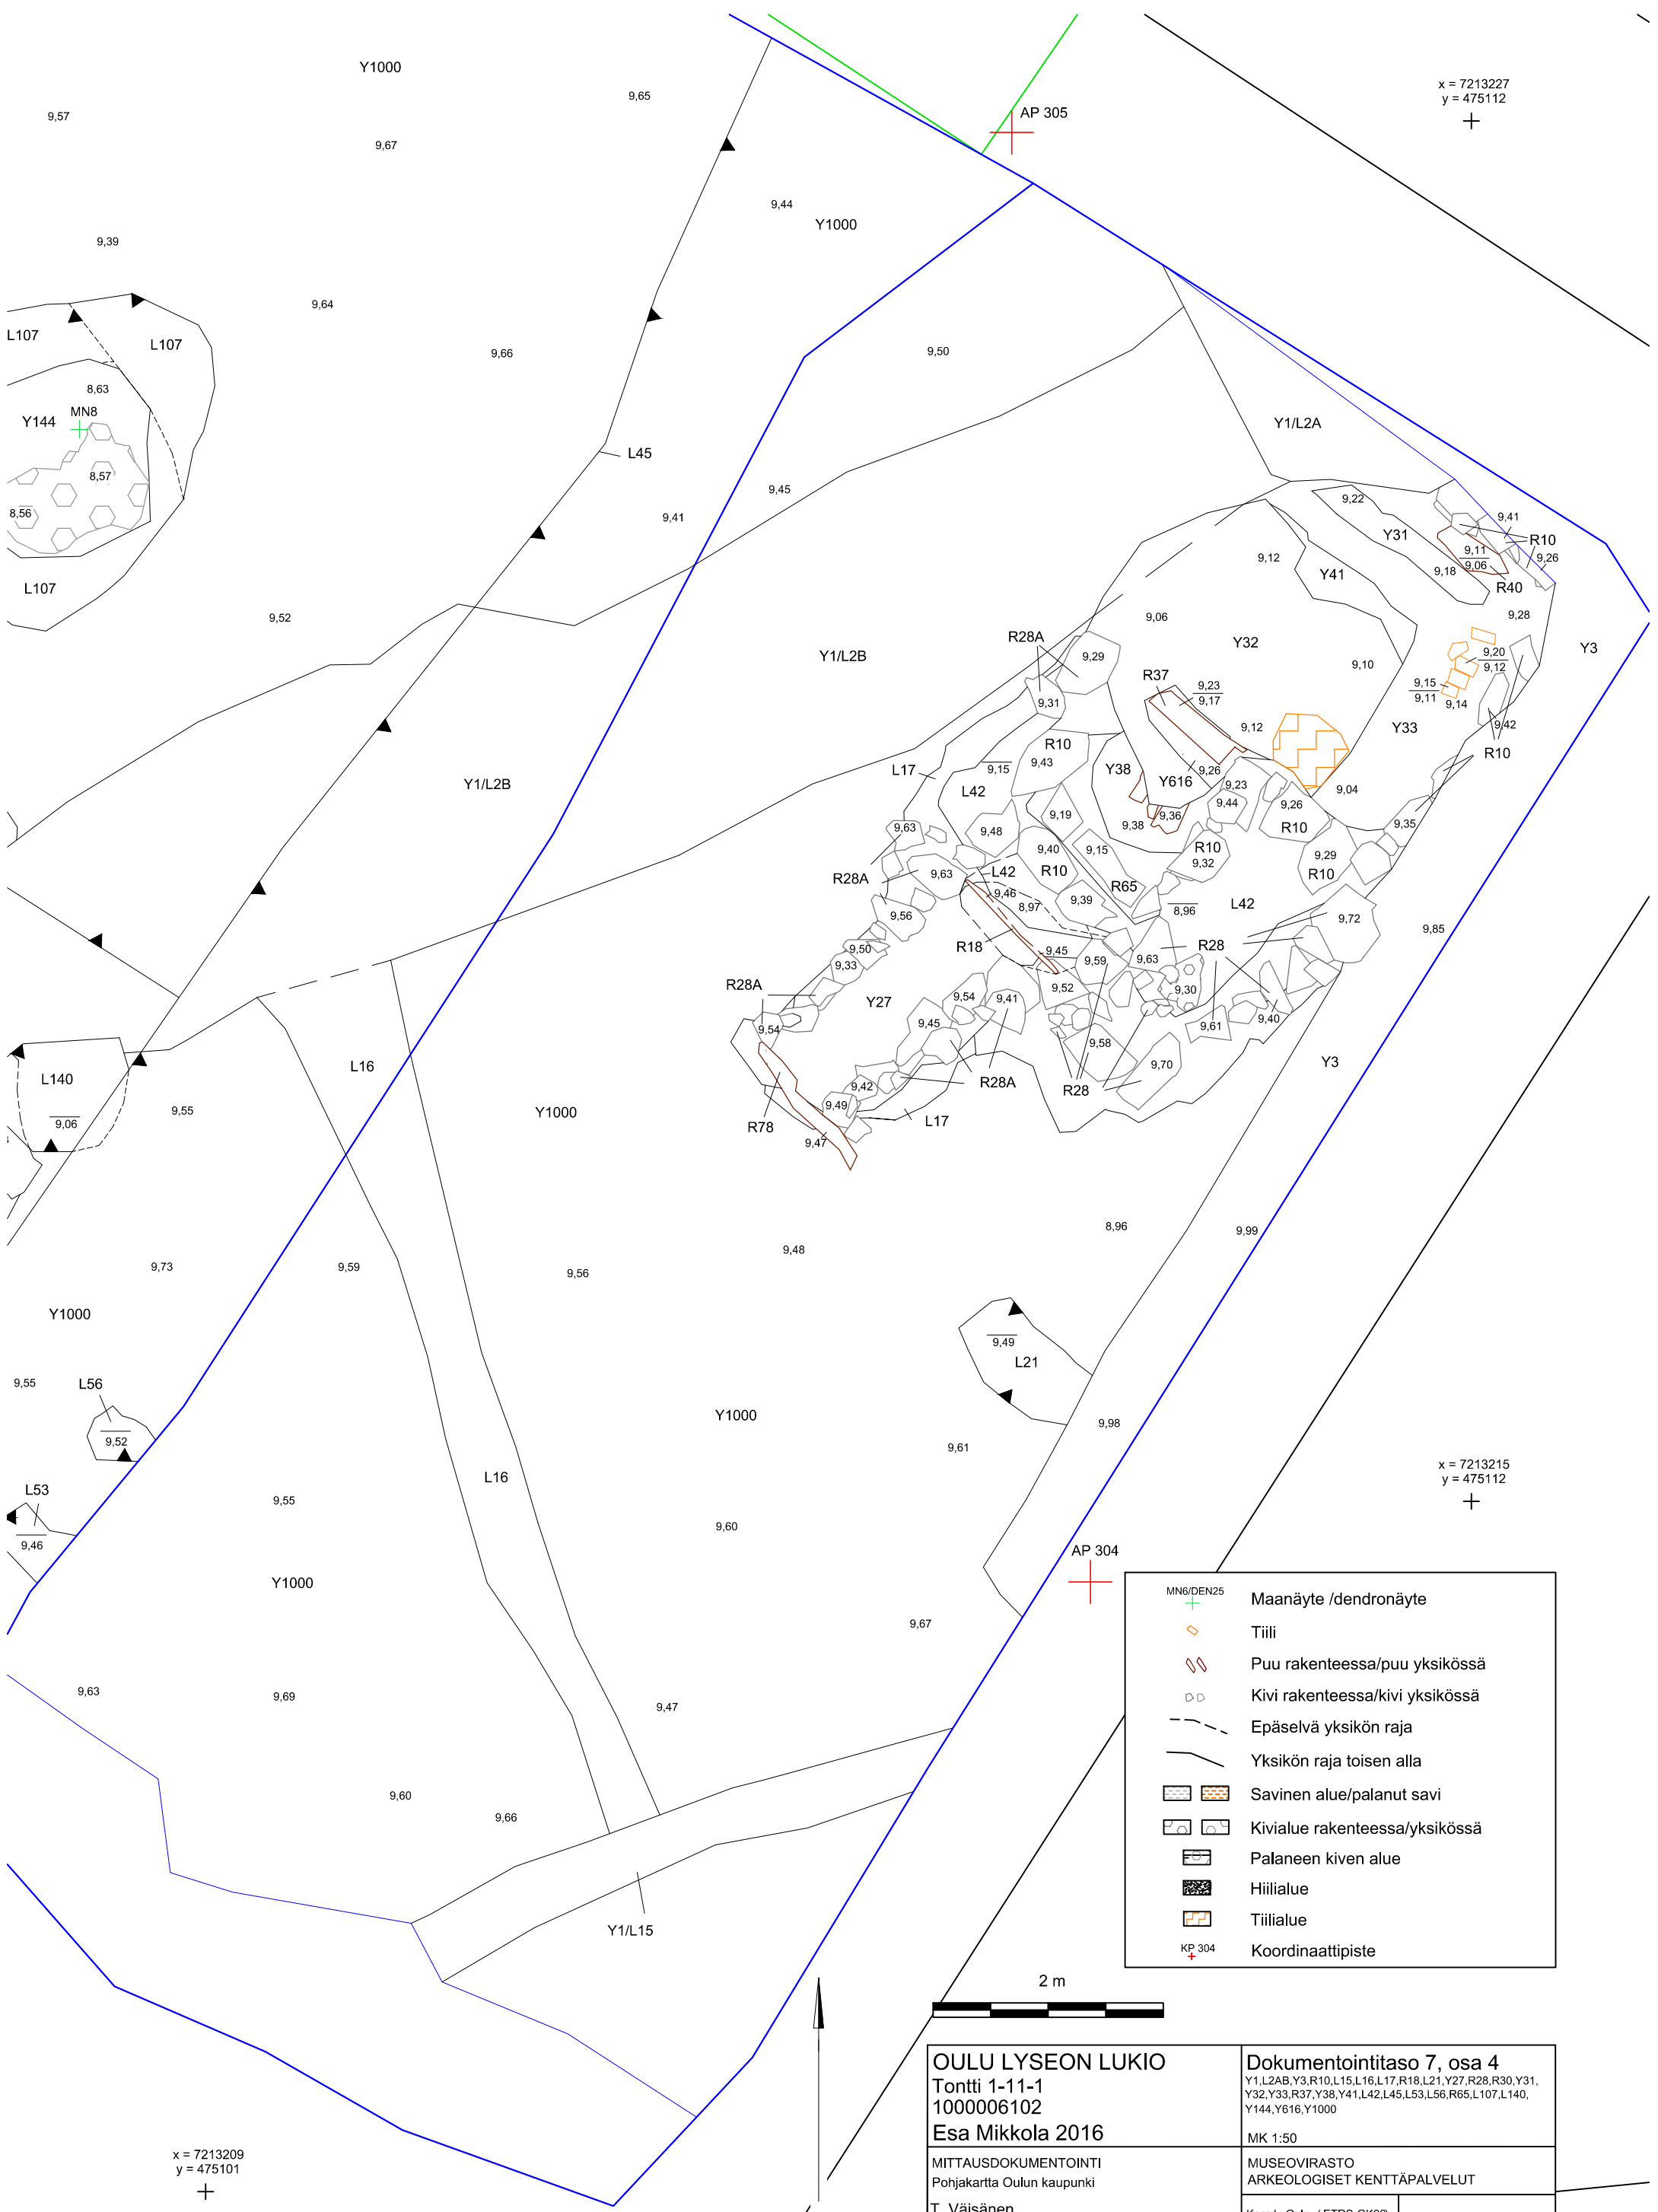 Y1000
9,57
9,65
9,67
AP 305
x = 7213227
y = 475112
9,44
Y1000
9,39
9,64
L107
L107
9,66
9,50
8,63
Y144
MN8
8,57
8,56
L45
9,45
9,41
Y1/L2A
9,22
Y31
9,41
R10
9,11
9,06
9,26
9,18
R40
9,12
Y41
L107
9,52
9,06
9,28
R28A
Y32
Y1/L2B
9,29
9,10
9,20
9,12
Y3
R37
9,23
9,17
9,15
9,11
9,14
9,31
9,12
Y33
9,42
R10
R10
9,43
9,15
L17
Y38
Y616
9,26
9,23
9,04
Y1/L2B
L42
9,44
9,26
R10
9,19
9,38
9,36
9,35
9,63
9,48
9,40
9,15
R10
9,32
9,29
R10
R28A
9,63
L42
R10
R65
9,46
8,97
9,39
8,96
L42
9,56
9,72
9,85
9,50
R18
9,45
9,63
R28
9,33
9,59
R28A
9,52
9,30
Y27
9,54
9,41
9,54
9,45
9,61
9,40
9,58
L16
L140
9,70
Y3
9,55
9,06
Y1000
9,42
R28A
R28
9,49
L17
R78
9,47
8,96
9,99
9,48
9,73
9,59
9,56
Y1000
9,49
L21
9,55
L56
Y1000
9,98
9,52
9,61
x = 7213215
y = 475112
L16
L53
9,55
9,46
9,60
AP 304
Y1000
MN6/DEN25
Maanäyte /dendronäyte
9,67
Tiili
Puu rakenteessa/puu yksikössä
9,63
9,69
Kivi rakenteessa/kivi yksikössä
9,47
Epäselvä yksikön raja
Yksikön raja toisen alla
9,60
Savinen alue/palanut savi
9,66
Kivialue rakenteessa/yksikössä
Palaneen kiven alue
Hiilialue
Y1/L15
Tiilialue
KP 304
Koordinaattipiste
2 m
OULU LYSEON LUKIO
Tontti 1-11-1
1000006102
Esa Mikkola 2016
Dokumentointitaso 7, osa 4
Y1,L2AB,Y3,R10,L15,L16,L17,R18,L21,Y27,R28,R30,Y31,
Y32,Y33,R37,Y38,Y41,L42,L45,L53,L56,R65,L107,L140,
Y144,Y616,Y1000
MK 1:50
MITTAUSDOKUMENTOINTI
Pohjakartta Oulun kaupunki
T. Väisänen
MUSEOVIRASTO
ARKEOLOGISET KENTTÄPALVELUT
x = 7213209
y = 475101